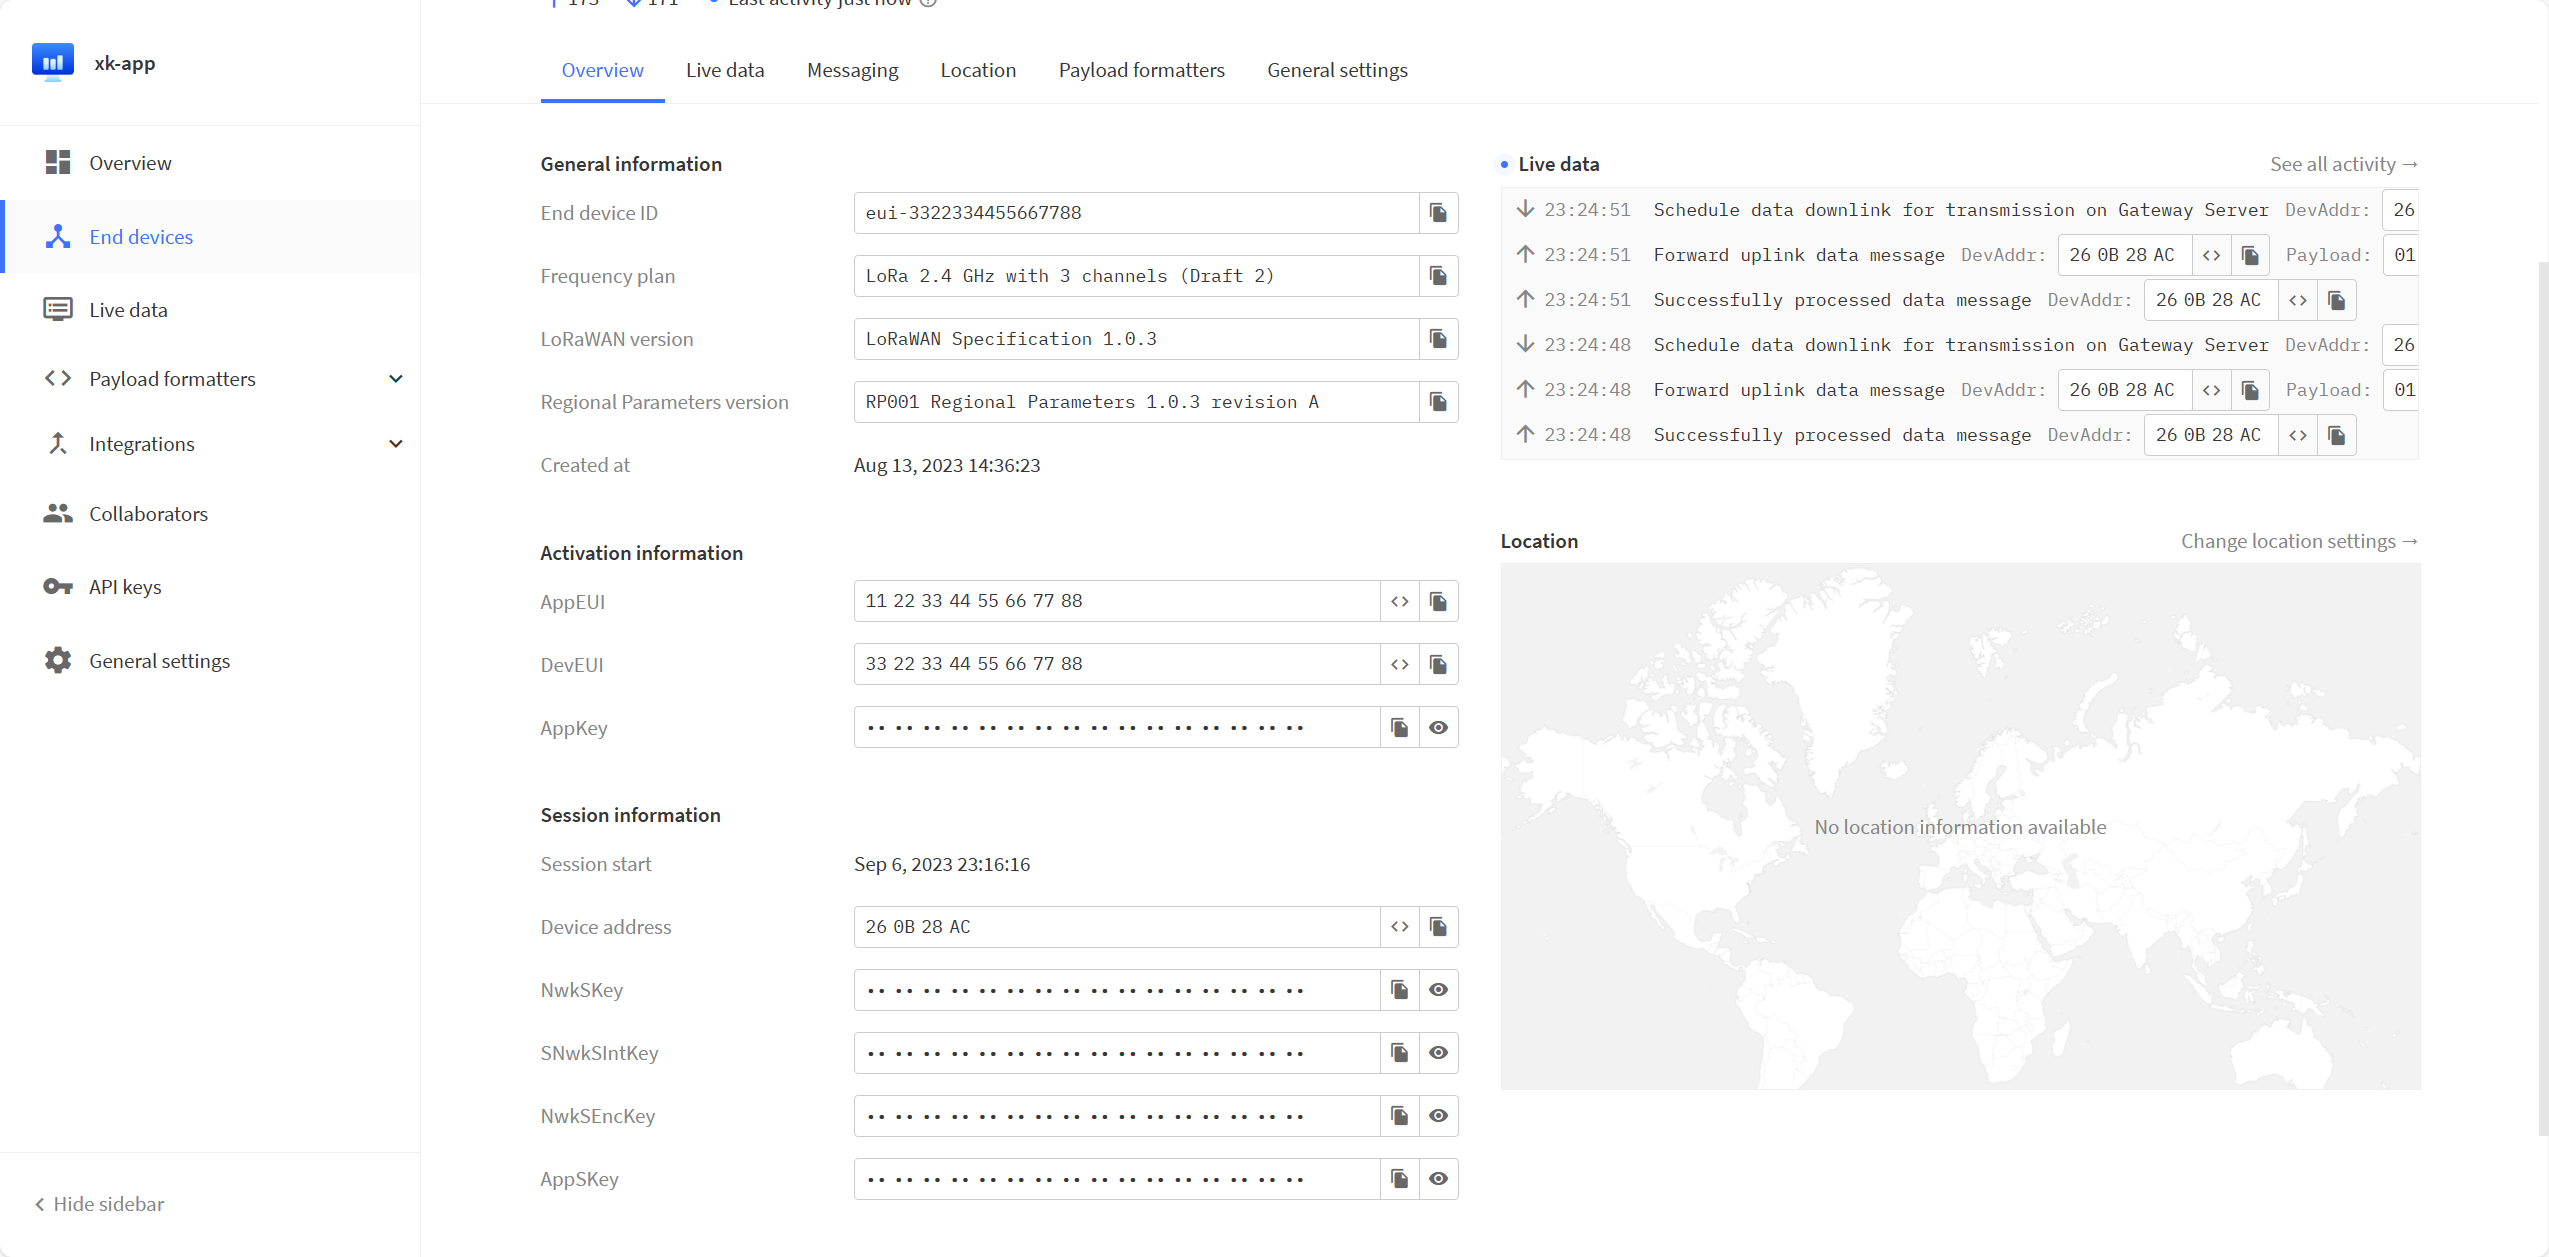 xk-app
Overview
End devices
Live data
Payload formatters
Integrations
Collaborators
API keys
General settings
Hide sidebar
173 171 Last activity just now
Overview Live data Messaging Location Payload formatters General settings
General information
End device ID eui-3322334455667788
Frequency plan LoRa 2.4 GHz with 3 channels (Draft 2)
LoRaWAN version LoRaWAN Specification 1.0.3
Regional Parameters version RP001 Regional Parameters 1.0.3 revision A
Created at Aug 13, 2023 14:36:23
Activation information
AppEUI 11 22 33 44 55 66 77 88
DevEUI 33 22 33 44 55 66 77 88
AppKey
Session information
Session start Sep 6, 2023 23:16:16
Device address 26 0B 28 AC
NwkSKey
SNwkSIntKey
NwkSEncKey
AppSKey
Live data See all activity →
↓ 23:24:51 Schedule data downlink for transmission on Gateway Server DevAddr: 26
↑ 23:24:51 Forward uplink data message DevAddr: 26 0B 28 AC <> Payload: 01
↑ 23:24:51 Successfully processed data message DevAddr: 26 0B 28 AC <>
↓ 23:24:48 Schedule data downlink for transmission on Gateway Server DevAddr: 26
↑ 23:24:48 Forward uplink data message DevAddr: 26 0B 28 AC <> Payload: 01
↑ 23:24:48 Successfully processed data message DevAddr: 26 0B 28 AC <>
Location Change location settings →
No location information available